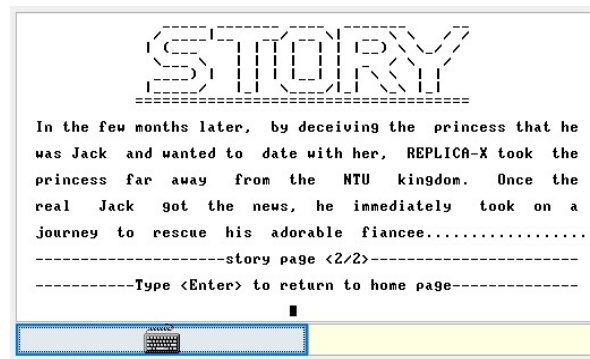 STORY
In the few months later, by deceiving the princess that he
was Jack and wanted to date with her, REPLICA-X took the
princess far away from the NTU kingdom. Once the
real Jack got the news, he immediately took on a
journey to rescue his adorable fiancee.................
---------------------story page <2/2>-----------------------
-----------Type <Enter> to return to home page--------------